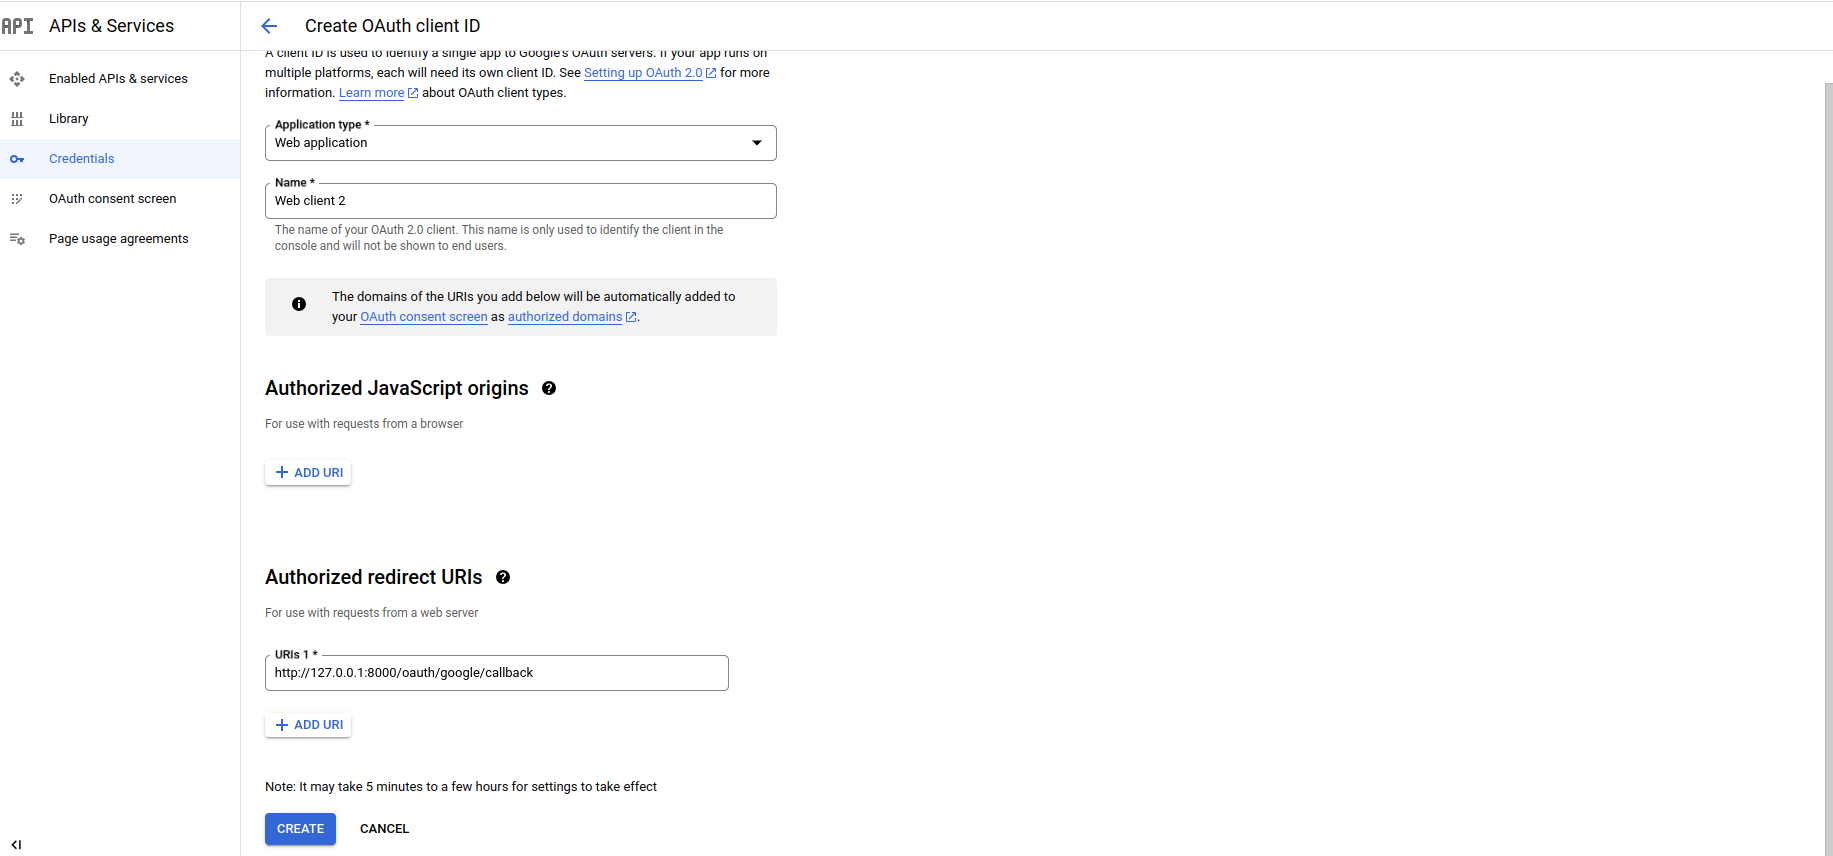 API APIs & Services
Create OAuth client ID
Enabled APIs & services
Library
Credentials
OAuth consent screen
Page usage agreements
A client ID is used to identify a single app to Google's OAuth servers. If your app runs on
multiple platforms, each will need its own client ID. See Setting up OAuth 2.0 for more
information. Learn more about OAuth client types.
Application type *
Web application
Name *
Web client 2
The name of your OAuth 2.0 client. This name is only used to identify the client in the
console and will not be shown to end users.
The domains of the URIs you add below will be automatically added to
your OAuth consent screen as authorized domains.
Authorized JavaScript origins
For use with requests from a browser
+ ADD URI
Authorized redirect URIs
For use with requests from a web server
URIs 1 *
http://127.0.0.1:8000/oauth/google/callback
+ ADD URI
Note: It may take 5 minutes to a few hours for settings to take effect
CREATE
CANCEL